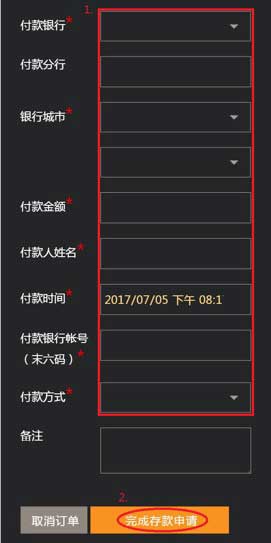 1.
付款银行*
付款分行
银行城市*
付款金额*
付款人姓名*
付款时间* 2017/07/05 下午 08:1
付款银行帐号
（末六码）*
付款方式*
备注
2.
取消订单 完成存款申请